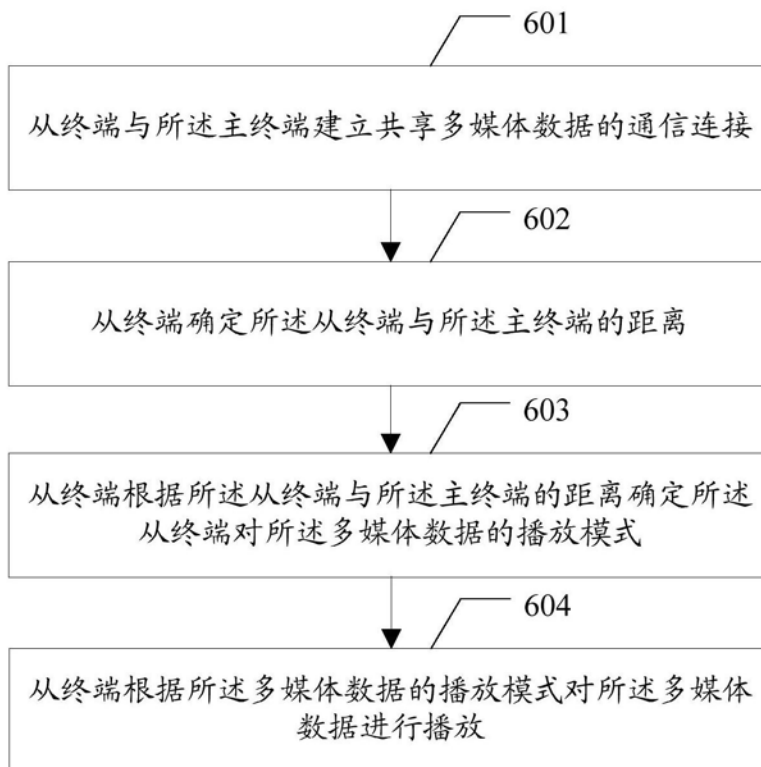 601
从终端与所述主终端建立共享多媒体数据的通信连接
602
从终端确定所述从终端与所述主终端的距离
603
从终端根据所述从终端与所述主终端的距离确定所述
从终端对所述多媒体数据的播放模式
604
从终端根据所述多媒体数据的播放模式对所述多媒体
数据进行播放